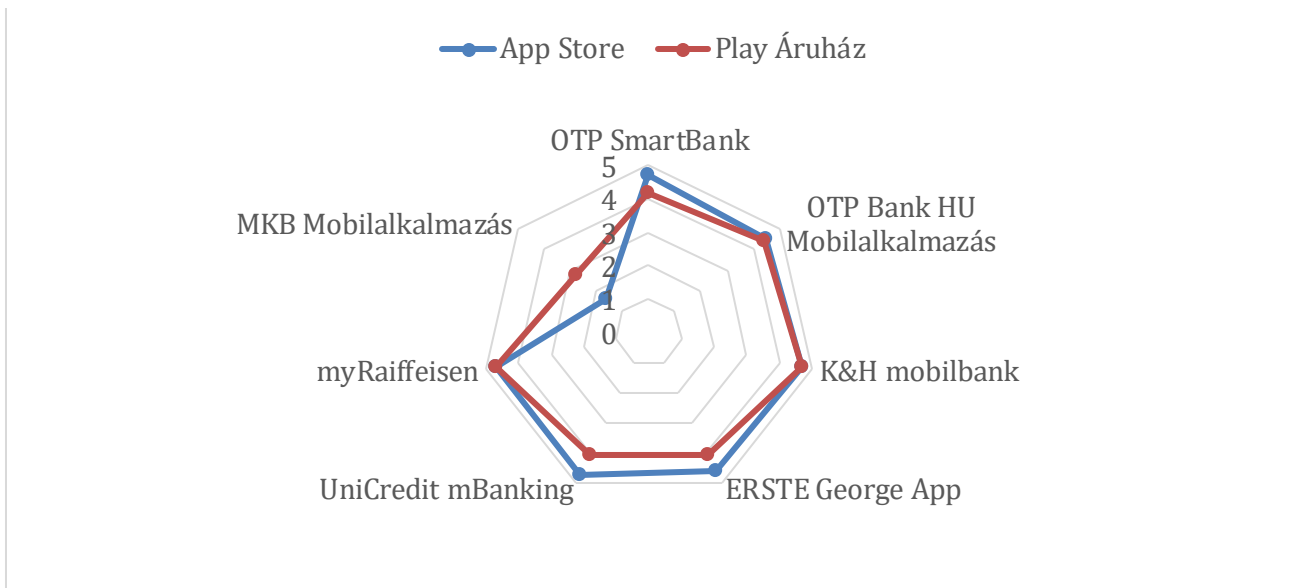 App Store
Play Áruház
OTP SmartBank
5
4
3
2
1
0
OTP Bank HU
Mobilalkalmazás
K&H mobilbank
ERSTE George App
UniCredit mBanking
myRaiffeisen
MKB Mobilalkalmazás